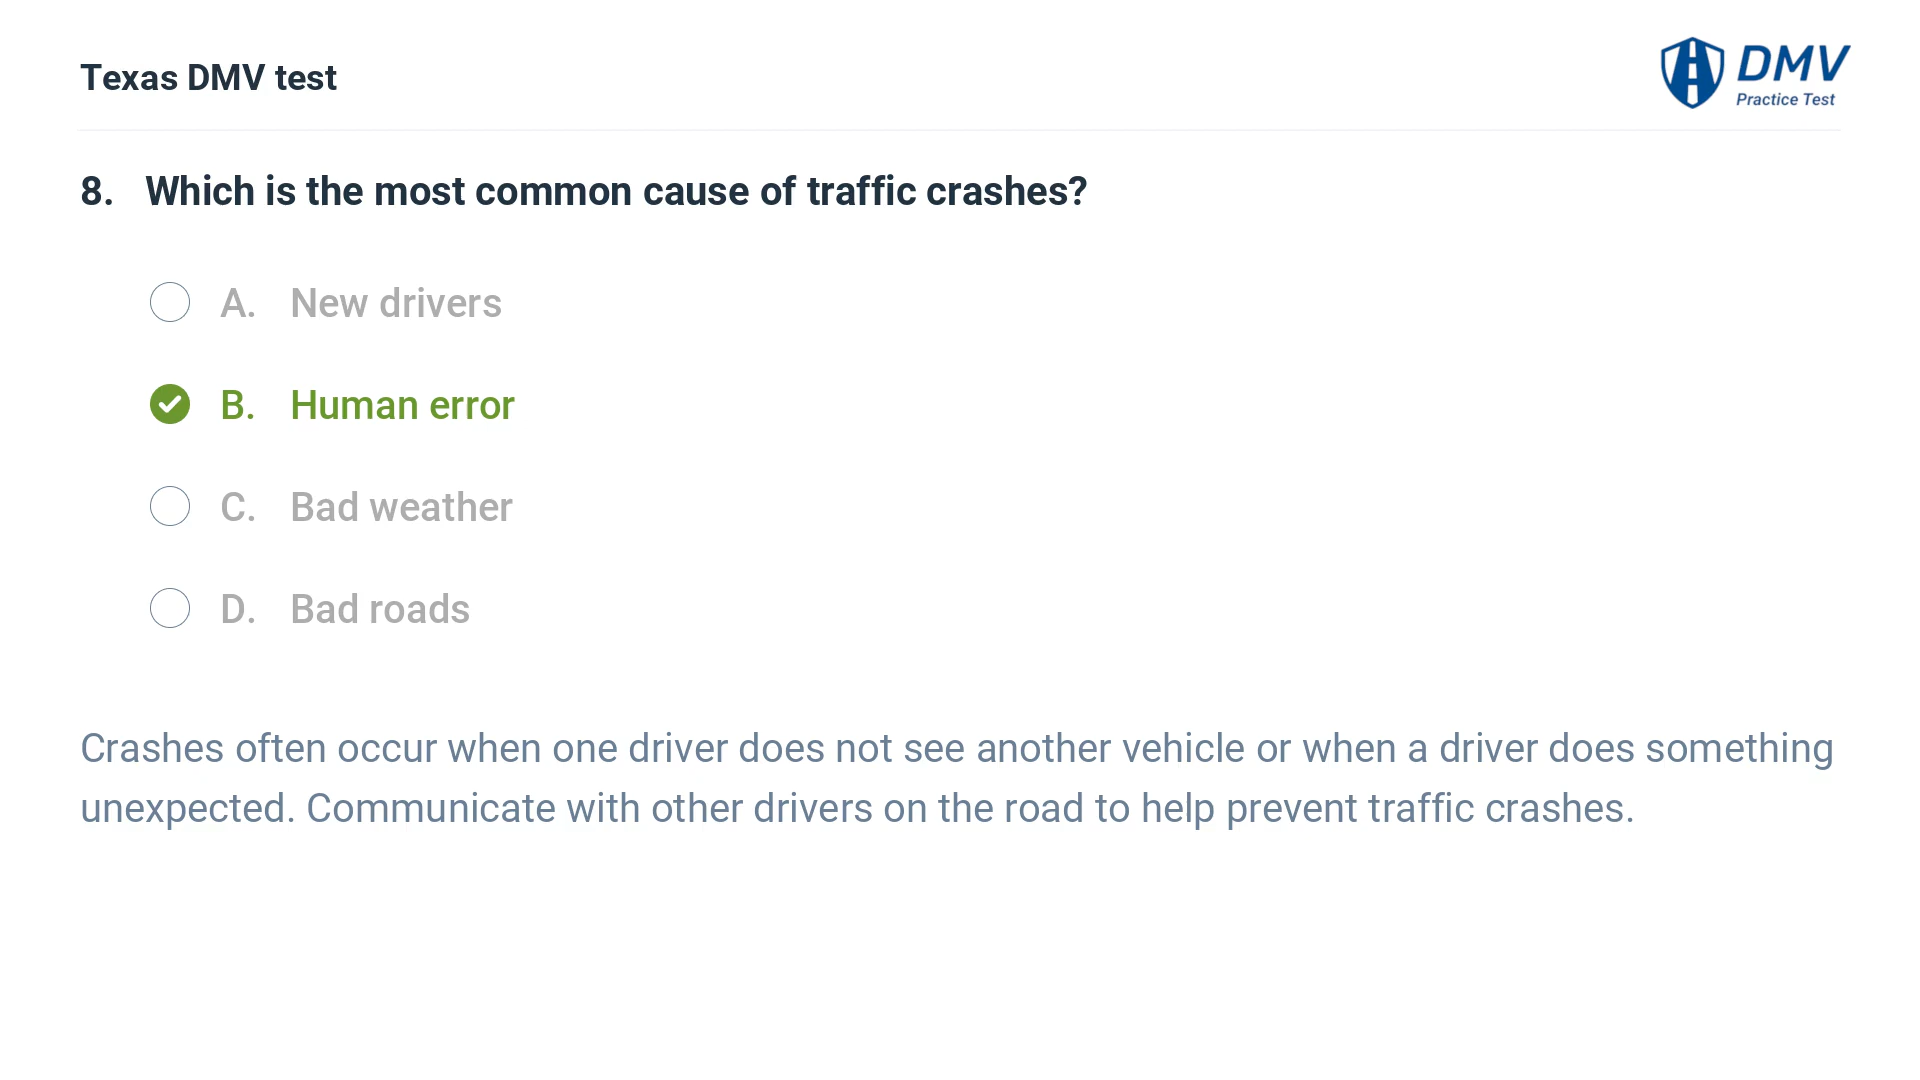 Texas DMV test
DMV
Practice Test
8. Which is the most common cause of traffic crashes?
A. New drivers
B. Human error
C. Bad weather
D. Bad roads
Crashes often occur when one driver does not see another vehicle or when a driver does something
unexpected. Communicate with other drivers on the road to help prevent traffic crashes.